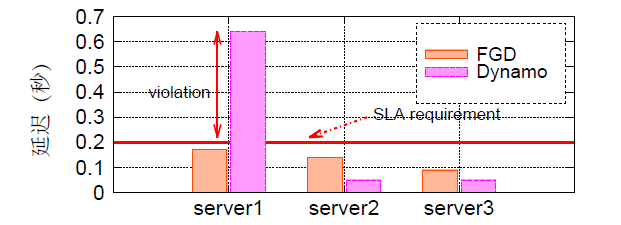 0.7
0.6
0.5
0.4
0.3
0.2
0.1
0
延迟（秒）
FGD
Dynamo
violation
SLA requirement
server1 server2 server3